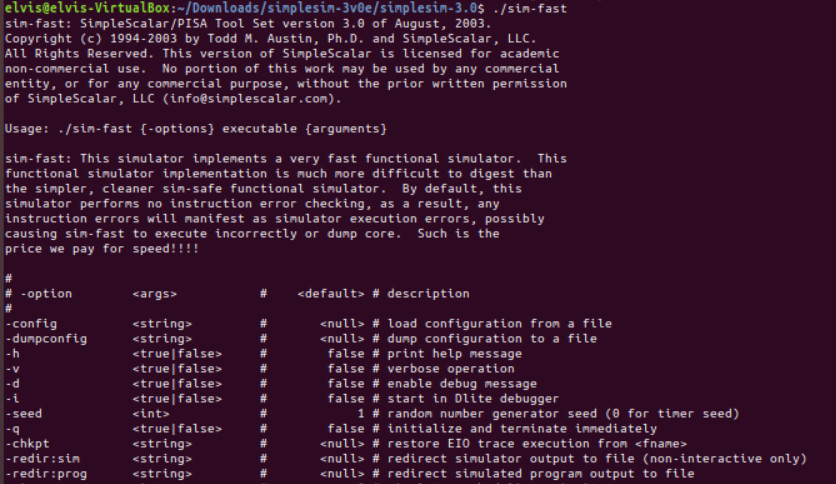 elvis@elvis-VirtualBox:~/Downloads/simplesim-3v0e/simplesim-3.0$ ./sim-fast
sim-fast: SimpleScalar/PISA Tool Set version 3.0 of August, 2003.
Copyright (c) 1994-2003 by Todd M. Austin, Ph.D. and SimpleScalar, LLC.
All Rights Reserved. This version of SimpleScalar is licensed for academic
non-commercial use.  No portion of this work may be used by any commercial
entity, or for any commercial purpose, without the prior written permission
of SimpleScalar, LLC (info@simplescalar.com).

Usage: ./sim-fast {-options} executable {arguments}

sim-fast: This simulator implements a very fast functional simulator.  This
functional simulator implementation is much more difficult to digest than
the simpler, cleaner sim-safe functional simulator.  By default, this
simulator performs no instruction error checking, as a result, any
instruction errors will manifest as simulator execution errors, possibly
causing sim-fast to execute incorrectly or dump core.  Such is the
price we pay for speed!!!!

#
# -option        <args>           #    <default> # description
#
-config          <string>         #       <null> # load configuration from a file
-dumpconfig      <string>         #       <null> # dump configuration to a file
-h               <true|false>     #        false # print help message
-v               <true|false>     #        false # verbose operation
-d               <true|false>     #        false # enable debug message
-i               <true|false>     #        false # start in Dlite debugger
-seed            <int>            #            1 # random number generator seed (0 for timer seed)
-q               <true|false>     #        false # initialize and terminate immediately
-chkpt           <string>         #       <null> # restore EIO trace execution from <fname>
-redir:sim       <string>         #       <null> # redirect simulator output to file (non-interactive only)
-redir:prog      <string>         #       <null> # redirect simulated program output to file